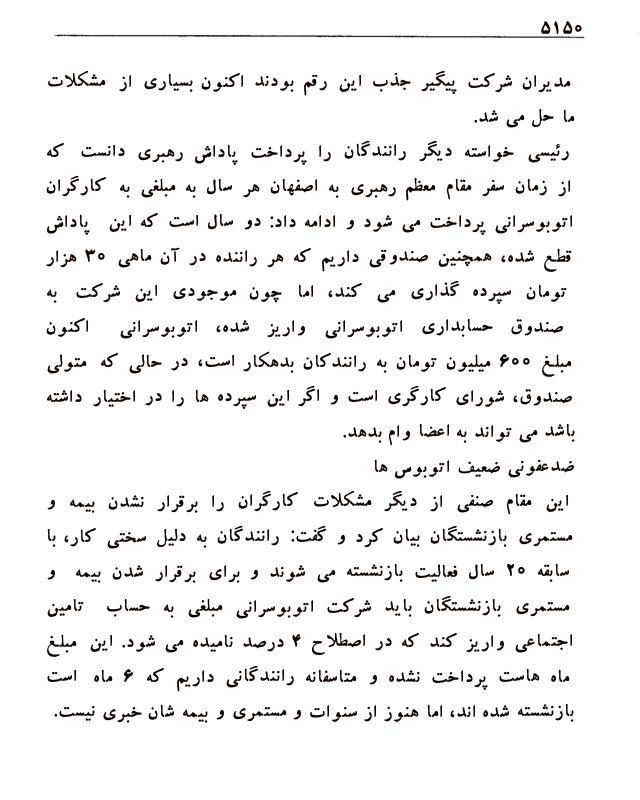 ۵۱۵۰
مدیران شرکت پیگیر جذب این رقم بودند اکنون بسیاری از مشکلات
ما حل می شد.
رئیسی خواسته دیگر رانندگان را پرداخت پاداش رهبری دانست که
از زمان سفر مقام معظم رهبری به اصفهان هر سال به مبلغی به کارگران
اتوبوسرانی پرداخت می شود و ادامه داد: دو سال است که این پاداش
قطع شده، همچنین صندوقی داریم که هر راننده در آن ماهی ۳۰ هزار
تومان سپرده گذاری می کند، اما چون موجودی این شرکت به
صندوق حسابداری اتوبوسرانی واریز شده، اتوبوسرانی اکنون
مبلغ ۶۰۰ میلیون تومان به رانندکان بدهکار است، در حالی که متولی
صندوق، شورای کارگری است و اگر این سپرده ها را در اختیار داشته
باشد می تواند به اعضا وام بدهد.
ضدعفونی ضعیف اتوبوس ها
این مقام صنفی از دیگر مشکلات کارگران را برقرار نشدن بیمه و
مستمری بازنشستگان بیان کرد و گفت: رانندگان به دلیل سختی کار، با
سابقه ۲۰ سال فعالیت بازنشسته می شوند و برای برقرار شدن بیمه و
مستمری بازنشستگان باید شرکت اتوبوسرانی مبلغی به حساب تامین
اجتماعی واریز کند که در اصطلاح ۴ درصد نامیده می شود. این مبلغ
ماه هاست پرداخت نشده و متاسفانه رانندگانی داریم که ۶ ماه است
بازنشسته شده اند، اما هنوز از سنوات و مستمری و بیمه شان خبری نیست.